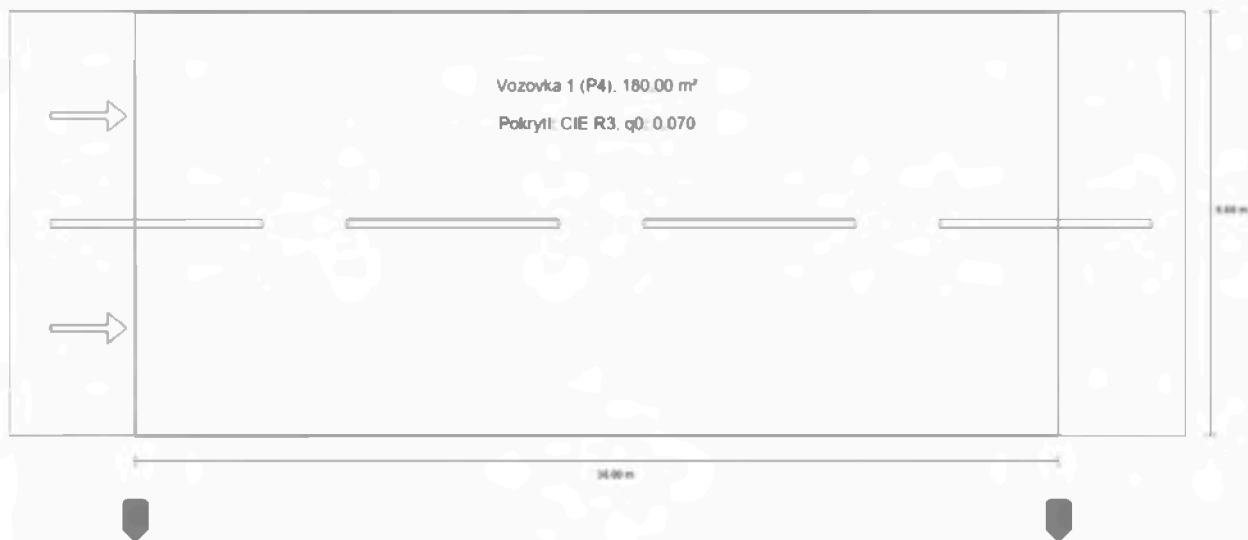 Vozovka 1 (P4), 180.00 m²
Pokrytí: CIE R3, q0: 0.070